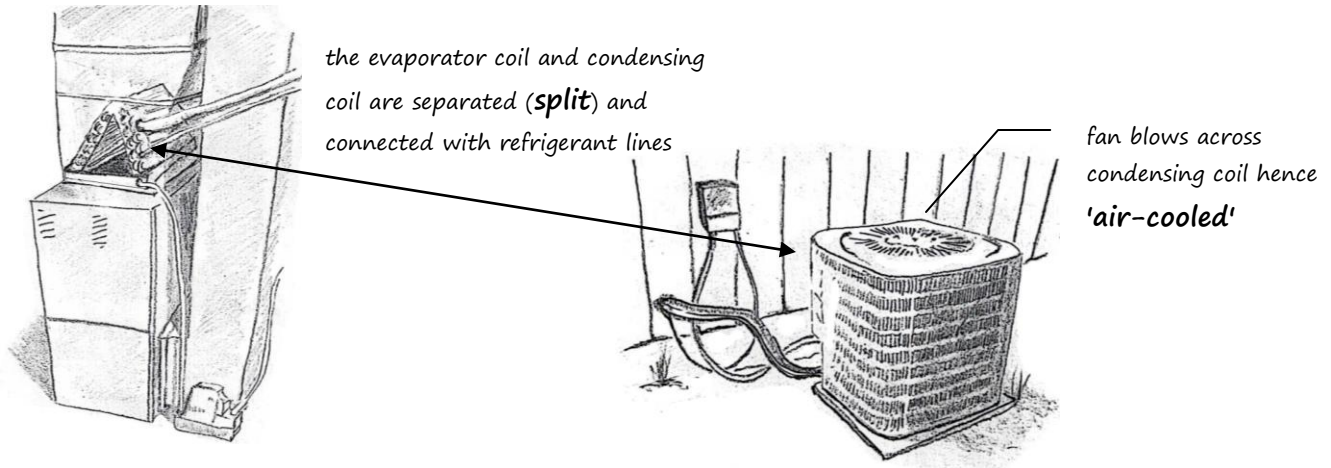 the evaporator coil and condensing
coil are separated (split) and
connected with refrigerant lines
fan blows across
condensing coil hence
'air-cooled'